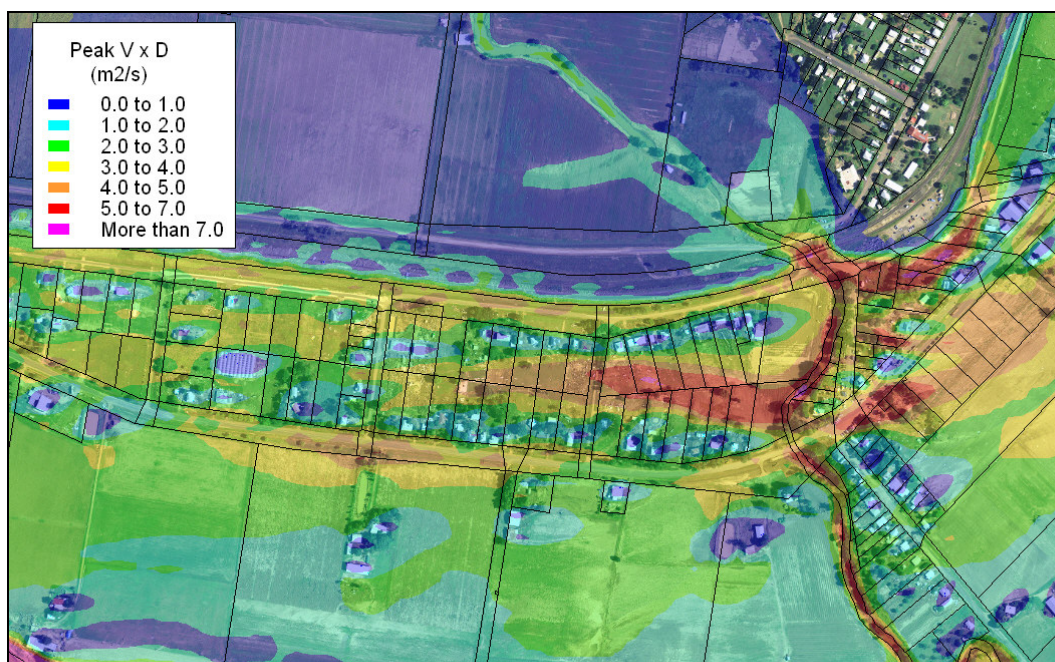 Peak V x D
(m2/s)
0.0 to 1.0
1.0 to 2.0
2.0 to 3.0
3.0 to 4.0
4.0 to 5.0
5.0 to 7.0
More than 7.0